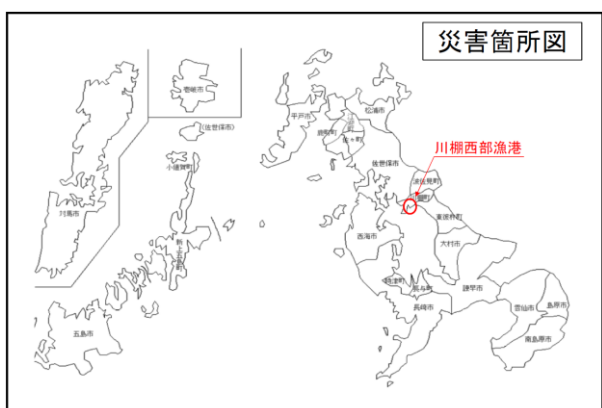 災害箇所図
壱岐市
(佐世保市)
小値賀町
対馬市
新上五島町
五島市
松浦市
平戸市
佐々町
佐世保市
川棚西部漁港
波佐見町
東彼杵町
西海市
大村市
時津町
長与町
諫早市
長崎市
雲仙市
島原市
南島原市